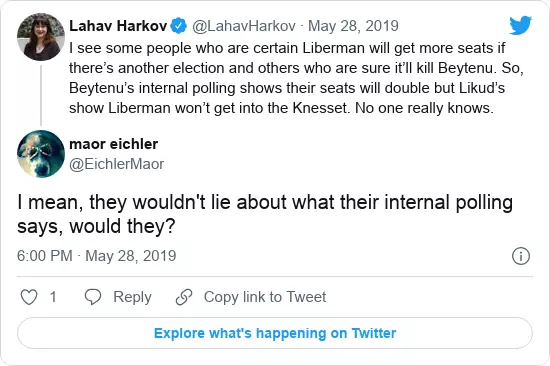 Lahav Harkov @LahavHarkov · May 28, 2019
I see some people who are certain Liberman will get more seats if
there’s another election and others who are sure it’ll kill Beytenu. So,
Beytenu’s internal polling shows their seats will double but Likud’s
show Liberman won’t get into the Knesset. No one really knows.
maor eichler
@EichlerMaor
I mean, they wouldn't lie about what their internal polling
says, would they?
6:00 PM · May 28, 2019
1 Reply Copy link to Tweet
Explore what's happening on Twitter